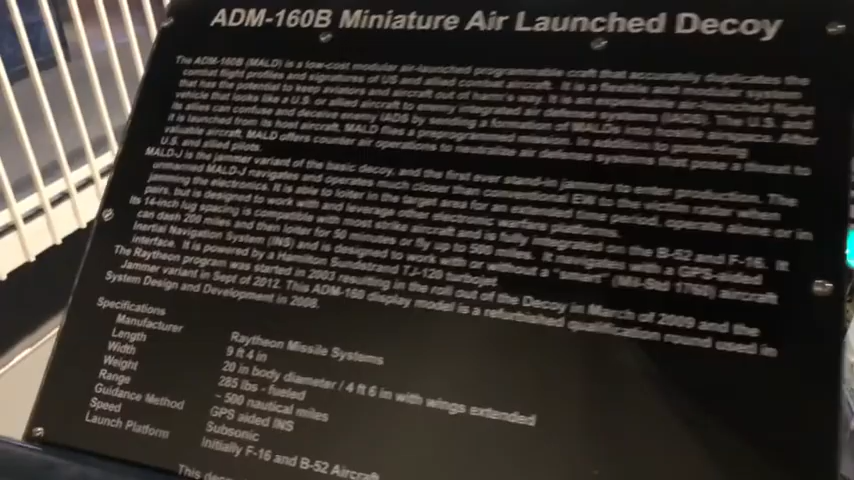 ADM-160B Miniature Air Launched Decoy
The ADM-160B (MALD) is a low-cost modular air-launched programmable craft that accurately duplicates the
combat flight profiles and signatures of US and allied combat aircraft. It is a flexible and modular system
that has the potential to keep aviators and aircraft out of harm's way. It is an expendable air-launched flight
vehicle that looks like a U.S. or allied aircraft to enemy integrated air defense systems (IADS). The U.S. and
its allies can confuse and deceive enemy IADS by sending a formation of MALDs into hostile airspace. After
it is launched from host aircraft, MALD flies a preprogrammed mission. In addition to protecting
valuable aircraft, MALD offers counter air operations to neutralize air defense systems that pose a threat to
U.S. and allied pilots.
MALD-J is the jammer variant of the basic decoy, and the first ever stand-in jammer to enter production. The
unmanned MALD-J navigates and operates much closer than conventional EW to the victim radar when
jamming the electronics. It is able to loiter in the target area for an extended time period, operate alone or in
pairs, but is designed to work with and leverage other electronic warfare platforms.
Its 14-inch lug spacing is compatible with most strike aircraft and is fully integrated on the B-52 and F-16. It
can dash 200 miles and then loiter for 50 minutes or fly up to 500 miles. It navigates with a GPS-aided
Inertial Navigation System (INS) and is designed to work with or without a "smart" (Mil-Std 1760) aircraft
interface. It is powered by a Hamilton Sundstrand TJ-120 turbojet
The Raytheon program was started in 2003 resulting in the roll out of the Decoy in March of 2009 and the
Jammer variant in Sept of 2012. This ADM-160 display model is a refurbished qualification round used in
System Design and Development in 2008.
Specifications
Manufacturer Raytheon Missile Systems
Length 9 ft 4 in
Width 20 in body diameter / 4 ft 6 in with wings extended
Weight 285 lbs - fueled
Range ~ 500 nautical miles
Guidance Method GPS aided INS
Speed Subsonic
Launch Platform Initially F-16 and B-52 Aircraft
This